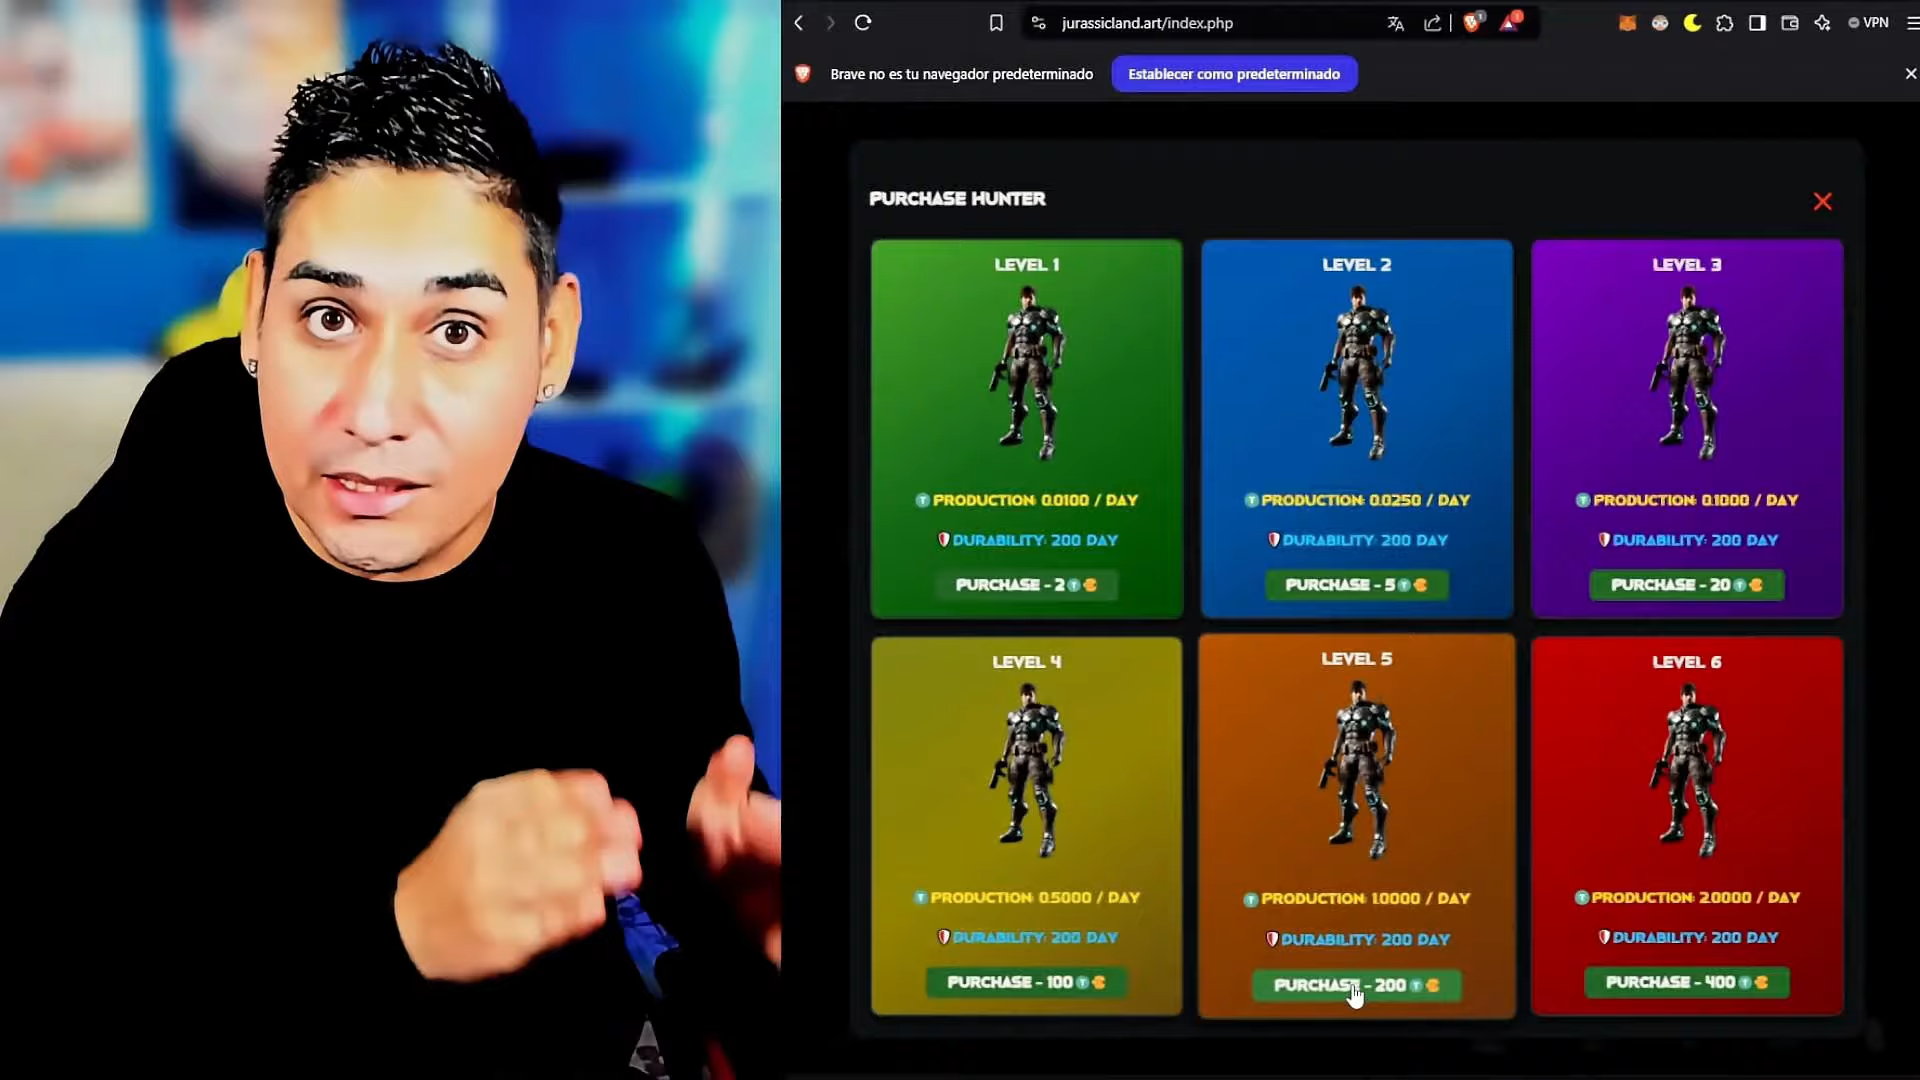 jurassicland.art/index.php
VPN
Brave no es tu navegador predeterminado
Establecer como predeterminado
PURCHASE HUNTER
LEVEL 1
PRODUCTION: 0.0100 / DAY
DURABILITY: 200 DAY
PURCHASE - 2
LEVEL 2
PRODUCTION: 0.0250 / DAY
DURABILITY: 200 DAY
PURCHASE - 5
LEVEL 3
PRODUCTION: 0.1000 / DAY
DURABILITY: 200 DAY
PURCHASE - 20
LEVEL 4
PRODUCTION: 0.5000 / DAY
DURABILITY: 200 DAY
PURCHASE - 100
LEVEL 5
PRODUCTION: 1.0000 / DAY
DURABILITY: 200 DAY
PURCHASE - 200
LEVEL 6
PRODUCTION: 2.0000 / DAY
DURABILITY: 200 DAY
PURCHASE - 400